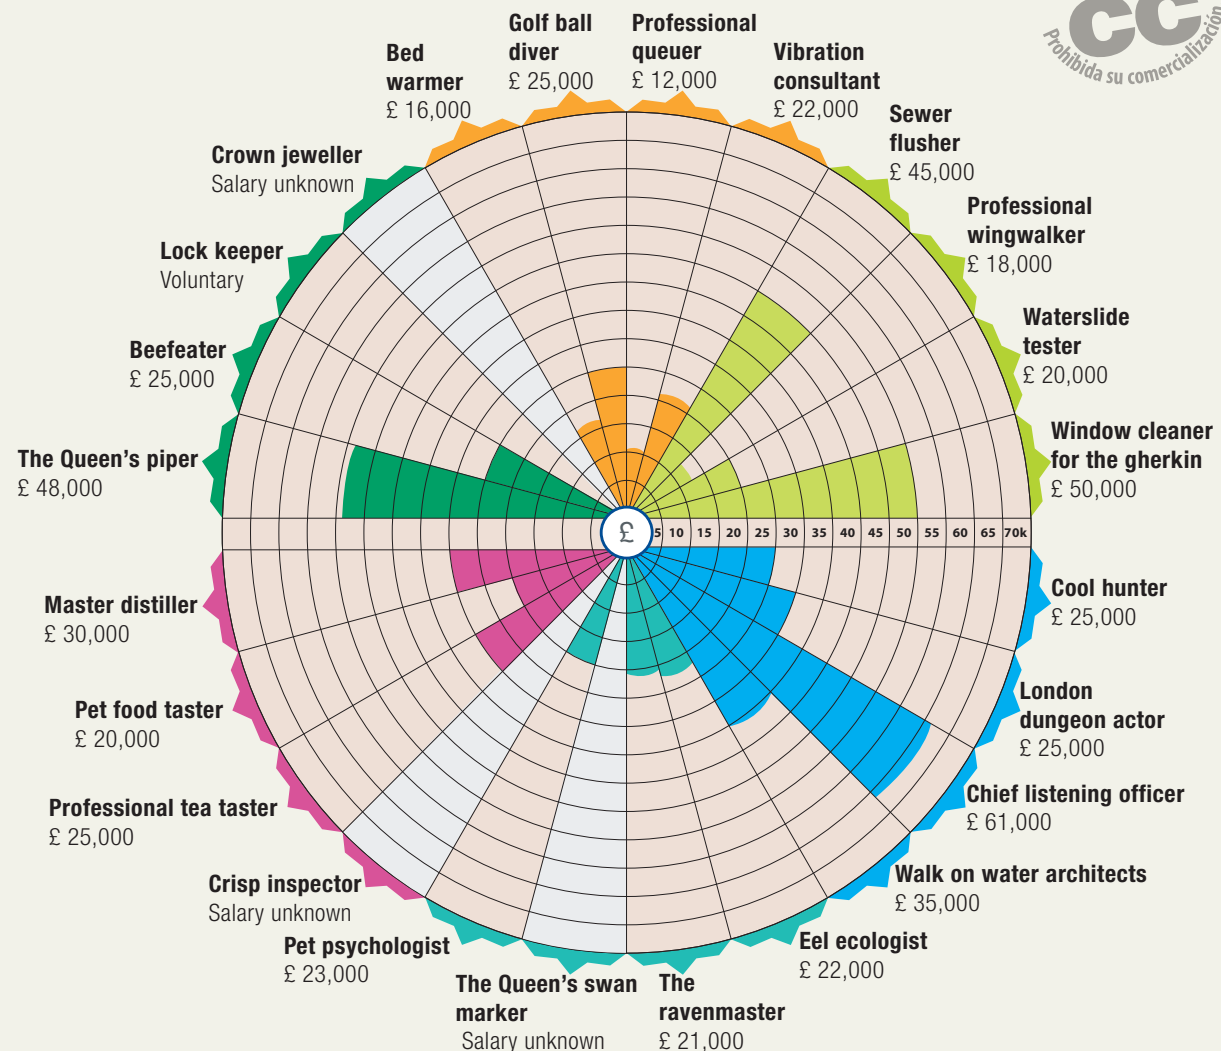 cc
Prohibida su comercialización
Golf ball
diver
£ 25,000
Professional
queuer
£ 12,000
Bed
warmer
£ 16,000
Vibration
consultant
£ 22,000
Sewer
flusher
£ 45,000
Crown jeweller
Salary unknown
Professional
wingwalker
£ 18,000
Lock keeper
Voluntary
Waterslide
tester
£ 20,000
Beefeater
£ 25,000
Window cleaner
for the gherkin
£ 50,000
The Queen's piper
£ 48,000
£ 5 10 15 20 25 30 35 40 45 50 55 60 65 70k
Cool hunter
£ 25,000
Master distiller
£ 30,000
London
dungeon actor
£ 25,000
Pet food taster
£ 20,000
Chief listening officer
£ 61,000
Professional tea taster
£ 25,000
Walk on water architects
£ 35,000
Crisp inspector
Salary unknown
Eel ecologist
£ 22,000
Pet psychologist
£ 23,000
The Queen's swan
marker
Salary unknown
The
ravenmaster
£ 21,000